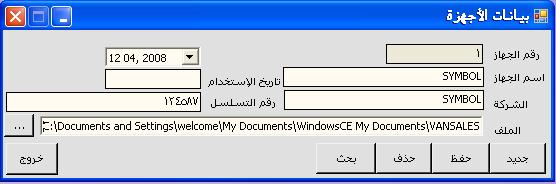 بيانات الأجهزة
رقم الجهاز ١ 12 04, 2008
اسم الجهاز SYMBOL تاريخ الإستخدام
الشركة SYMBOL رقم التسلسل ١٢٤٥٨٧
الملف C:\Documents and Settings\welcome\My Documents\WindowsCE My Documents\VANSALES ...
جديد حفظ حذف بحث خروج